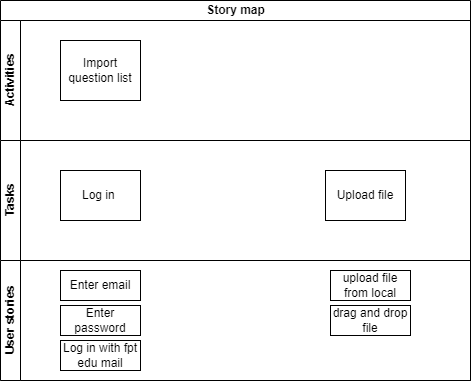 Story map
Activities
Import
question list
Tasks
Log in
Upload file
User stories
Enter email
Enter
password
Log in with fpt
edu mail
upload file
from local
drag and drop
file